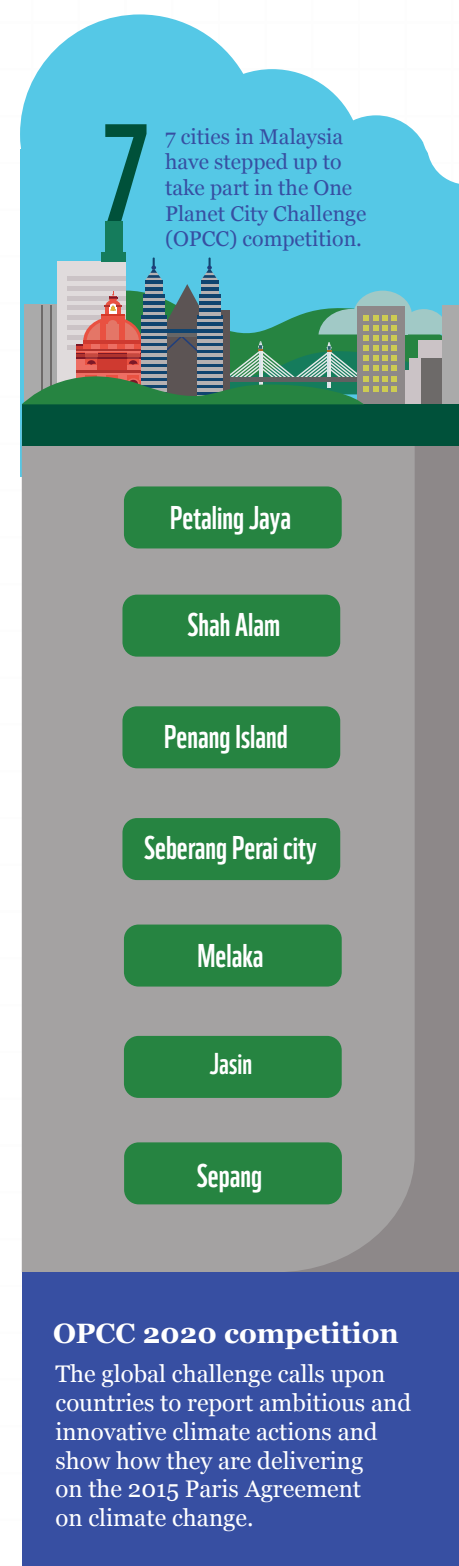 7
7 cities in Malaysia
have stepped up to
take part in the One
Planet City Challenge
(OPCC) competition.
Petaling Jaya
Shah Alam
Penang Island
Seberang Perai city
Melaka
Jasin
Sepang
OPCC 2020 competition
The global challenge calls upon
countries to report ambitious and
innovative climate actions and
show how they are delivering
on the 2015 Paris Agreement
on climate change.